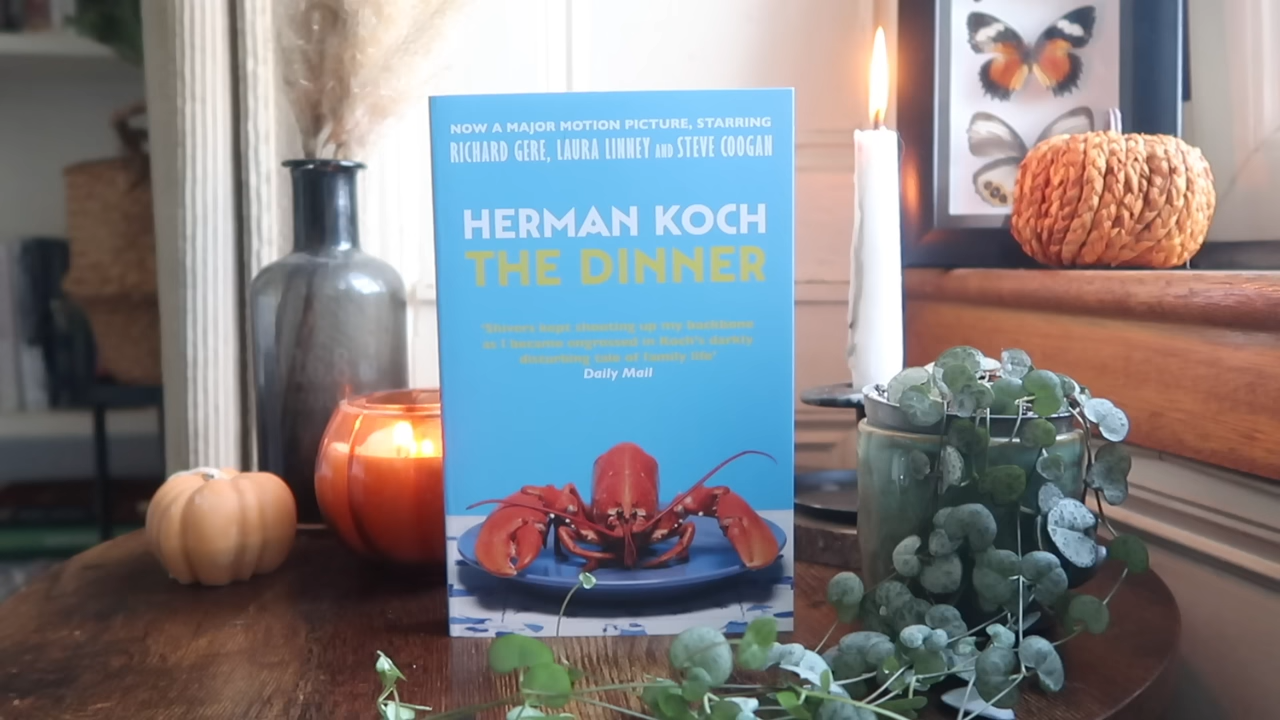 NOW A MAJOR MOTION PICTURE, STARRING
RICHARD GERE, LAURA LINNEY AND STEVE COOGAN
HERMAN KOCH
THE DINNER
'Shivers kept shooting up my backbone
as I became engrossed in Koch's darkly
disturbing tale of family life'
Daily Mail